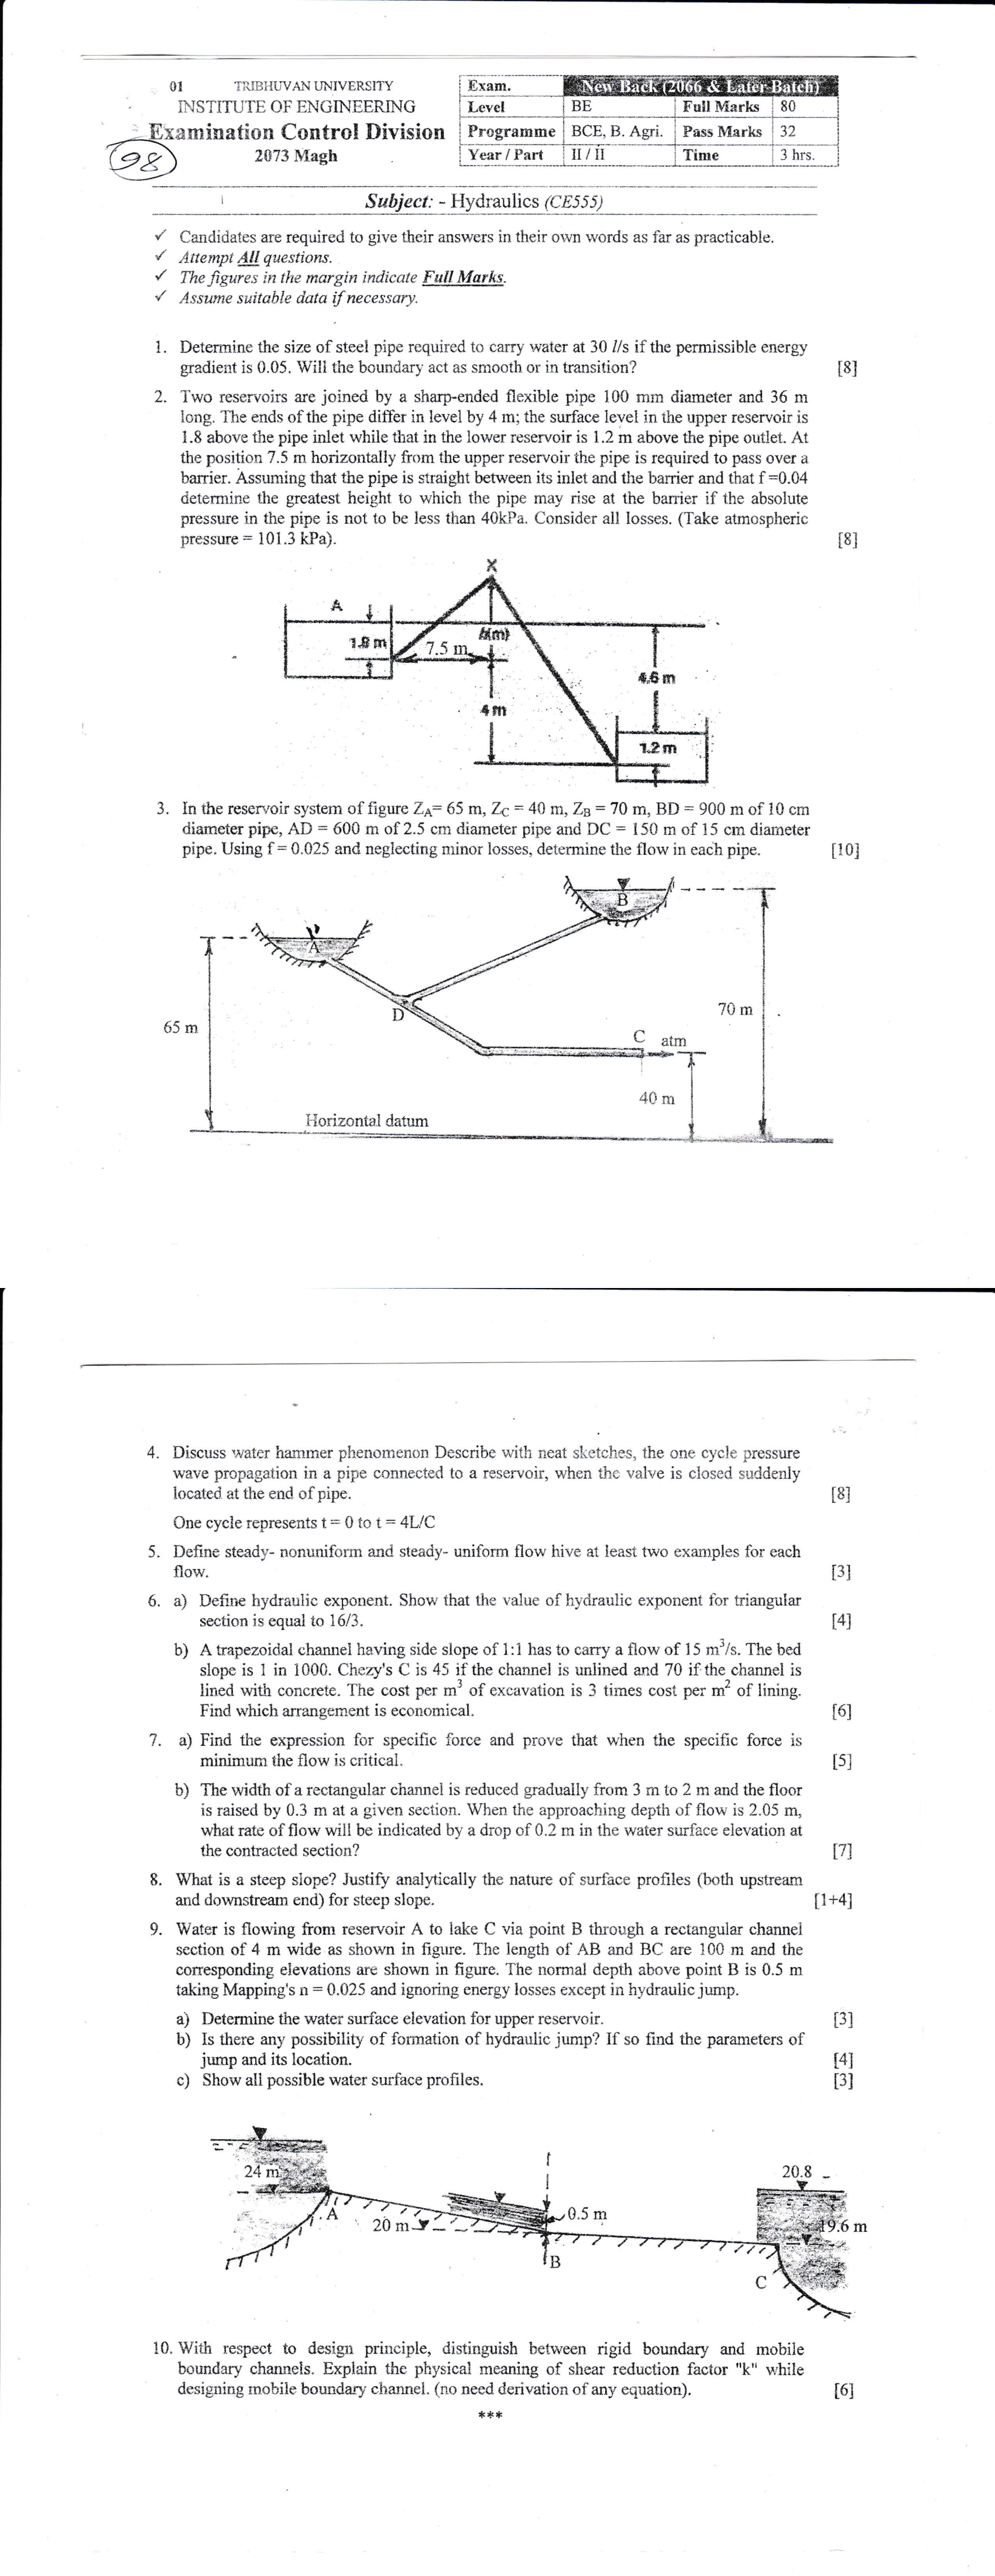 01 TRIBHUVAN UNIVERSITY
INSTITUTE OF ENGINEERING
Examination Control Division
2073 Magh
98
Exam. New Back (2066 & Later Batch)
Level BE Full Marks 80
Programme BCE, B. Agri. Pass Marks 32
Year / Part II / II Time 3 hrs.
Subject: - Hydraulics (CE555)
✓ Candidates are required to give their answers in their own words as far as practicable.
✓ Attempt All questions.
✓ The figures in the margin indicate Full Marks.
✓ Assume suitable data if necessary.
1. Determine the size of steel pipe required to carry water at 30 l/s if the permissible energy
gradient is 0.05. Will the boundary act as smooth or in transition? [8]
2. Two reservoirs are joined by a sharp-ended flexible pipe 100 mm diameter and 36 m
long. The ends of the pipe differ in level by 4 m; the surface level in the upper reservoir is
1.8 above the pipe inlet while that in the lower reservoir is 1.2 m above the pipe outlet. At
the position 7.5 m horizontally from the upper reservoir the pipe is required to pass over a
barrier. Assuming that the pipe is straight between its inlet and the barrier and that f =0.04
determine the greatest height to which the pipe may rise at the barrier if the absolute
pressure in the pipe is not to be less than 40kPa. Consider all losses. (Take atmospheric
pressure = 101.3 kPa). [8]
X
A
1.8 m
7.5 m
h(m)
4.6 m
4 m
1.2 m
3. In the reservoir system of figure Z_A= 65 m, Z_C = 40 m, Z_B = 70 m, BD = 900 m of 10 cm
diameter pipe, AD = 600 m of 2.5 cm diameter pipe and DC = 150 m of 15 cm diameter
pipe. Using f = 0.025 and neglecting minor losses, determine the flow in each pipe. [10]
B
A
D
70 m
65 m
C atm
40 m
Horizontal datum
4. Discuss water hammer phenomenon Describe with neat sketches, the one cycle pressure
wave propagation in a pipe connected to a reservoir, when the valve is closed suddenly
located at the end of pipe. [8]
One cycle represents t = 0 to t = 4L/C
5. Define steady- nonuniform and steady- uniform flow hive at least two examples for each
flow. [3]
6. a) Define hydraulic exponent. Show that the value of hydraulic exponent for triangular
section is equal to 16/3. [4]
b) A trapezoidal channel having side slope of 1:1 has to carry a flow of 15 m³/s. The bed
slope is 1 in 1000. Chezy's C is 45 if the channel is unlined and 70 if the channel is
lined with concrete. The cost per m³ of excavation is 3 times cost per m² of lining.
Find which arrangement is economical. [6]
7. a) Find the expression for specific force and prove that when the specific force is
minimum the flow is critical. [5]
b) The width of a rectangular channel is reduced gradually from 3 m to 2 m and the floor
is raised by 0.3 m at a given section. When the approaching depth of flow is 2.05 m,
what rate of flow will be indicated by a drop of 0.2 m in the water surface elevation at
the contracted section? [7]
8. What is a steep slope? Justify analytically the nature of surface profiles (both upstream
and downstream end) for steep slope. [1+4]
9. Water is flowing from reservoir A to lake C via point B through a rectangular channel
section of 4 m wide as shown in figure. The length of AB and BC are 100 m and the
corresponding elevations are shown in figure. The normal depth above point B is 0.5 m
taking Mapping's n = 0.025 and ignoring energy losses except in hydraulic jump.
a) Determine the water surface elevation for upper reservoir. [3]
b) Is there any possibility of formation of hydraulic jump? If so find the parameters of
jump and its location. [4]
c) Show all possible water surface profiles. [3]
24 m
A
20 m
0.5 m
B
20.8
19.6 m
C
10. With respect to design principle, distinguish between rigid boundary and mobile
boundary channels. Explain the physical meaning of shear reduction factor "k" while
designing mobile boundary channel. (no need derivation of any equation). [6]
***